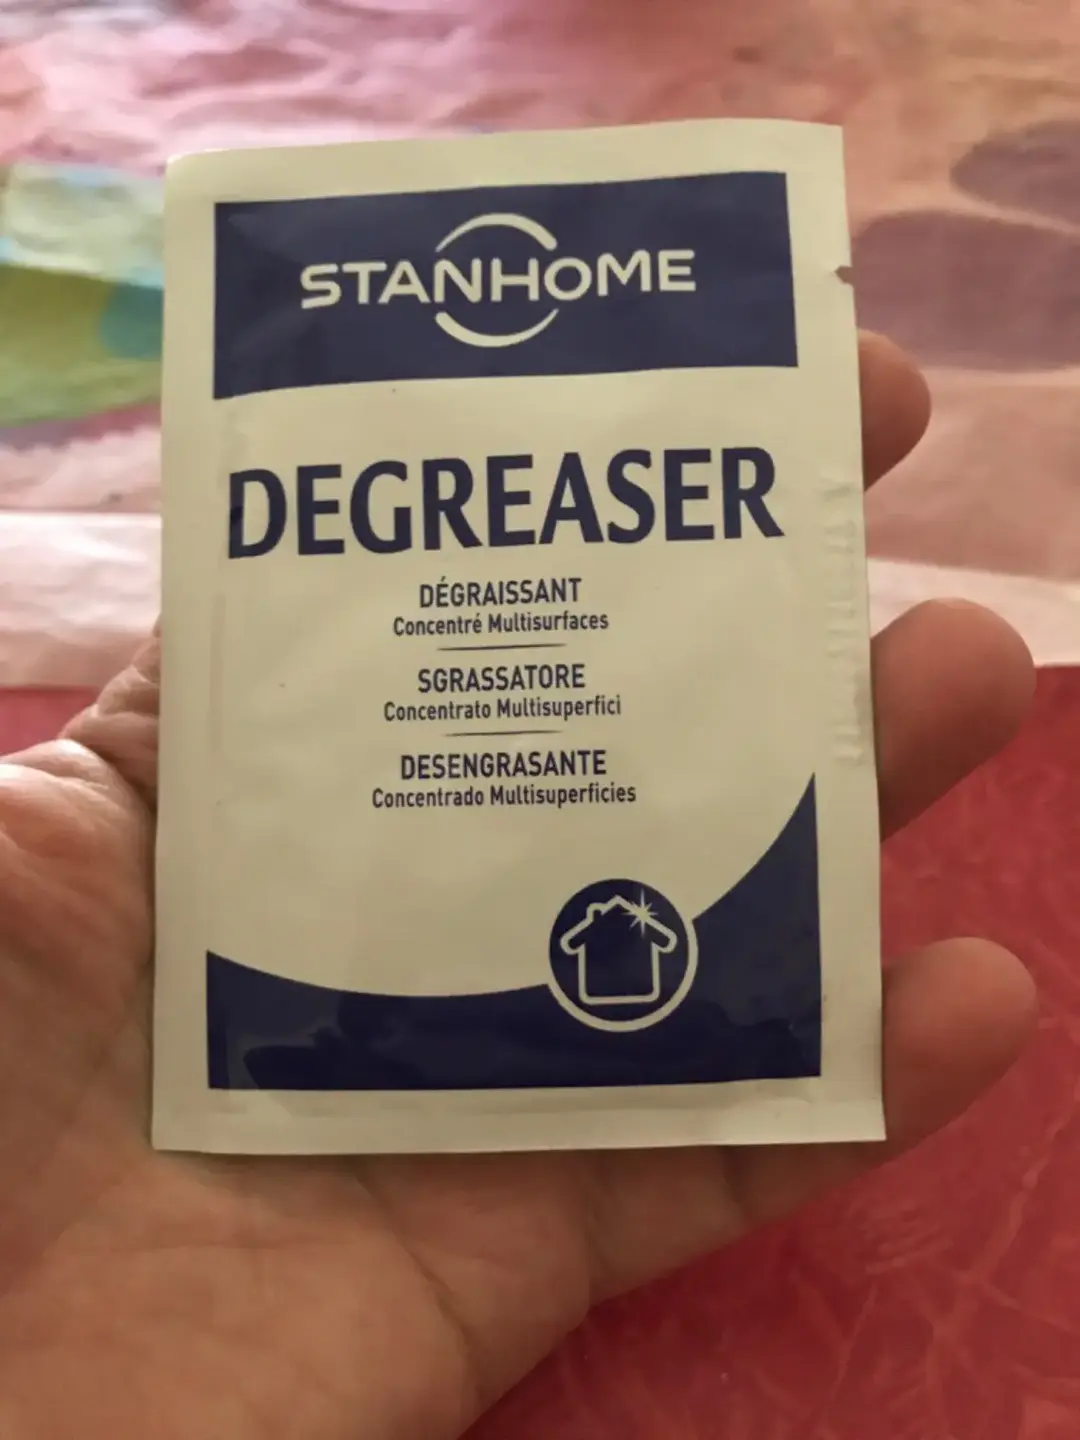 STANHOME
DEGREASER
DÉGRAISSANT
Concentré Multisurfaces
SGRASSATORE
Concentrato Multisuperfici
DESENGRASANTE
Concentrado Multisuperficies